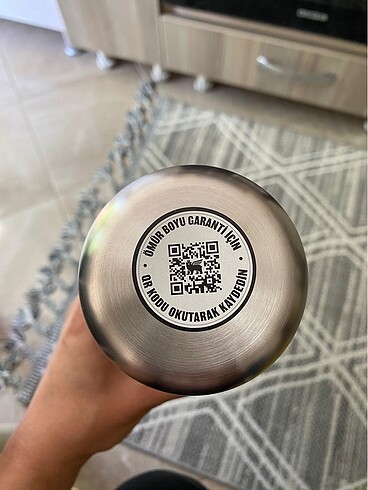 ÖMÜR BOYU GARANTİ İÇİN
QR KODU OKUTARAK KAYDEDİN